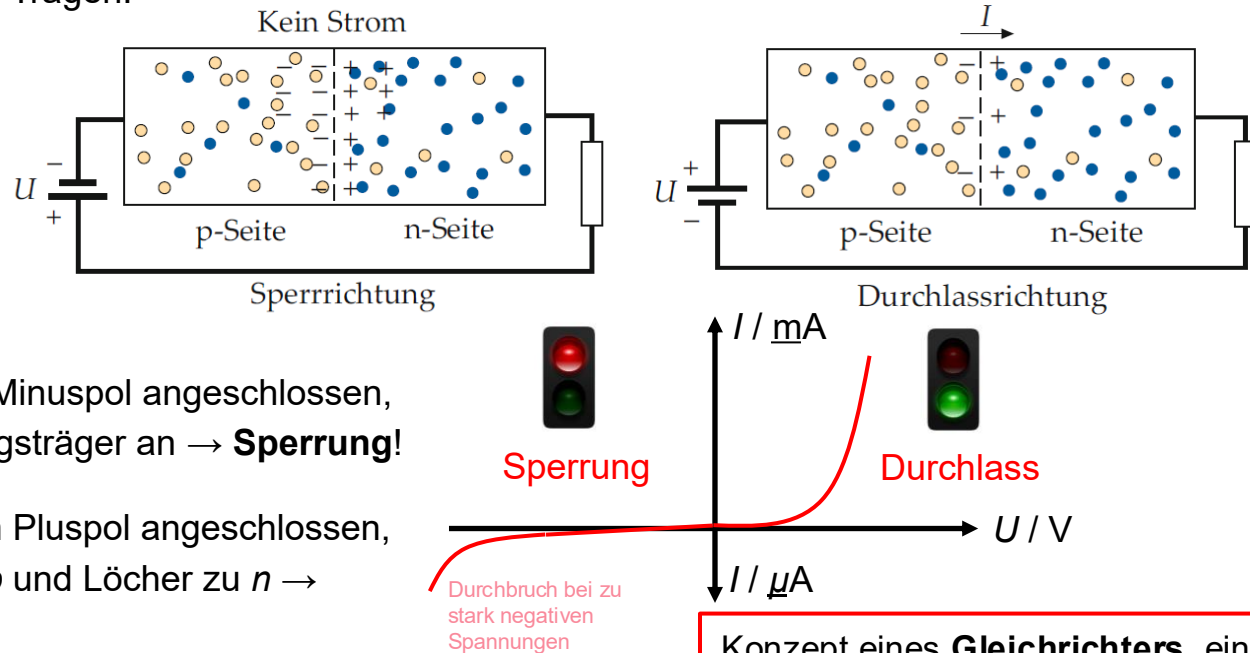 Trägen.
Kein Strom
I
− − + +
− − + +
− − + +
− +
− +
− +
− +
− +
− +
− +
U
−
+
U
+
−
p-Seite
n-Seite
p-Seite
n-Seite
Sperrrichtung
Durchlassrichtung
I / mA
Minuspol angeschlossen,
gsträger an → Sperrung!
Sperrung
Durchlass
Pluspol angeschlossen,
und Löcher zu n →
U / V
I / µA
Durchbruch bei zu
stark negativen
Spannungen
Konzept eines Gleichrichters